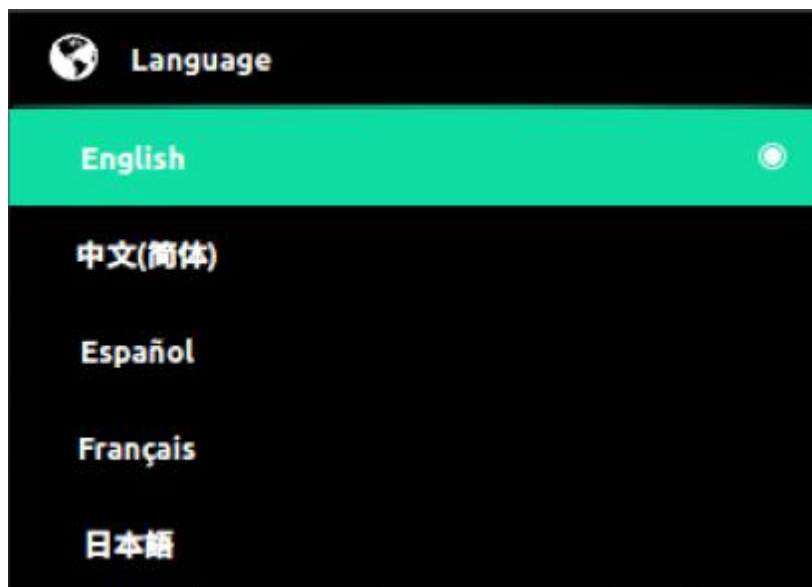 Language
English
中文(简体)
Español
Français
日本語